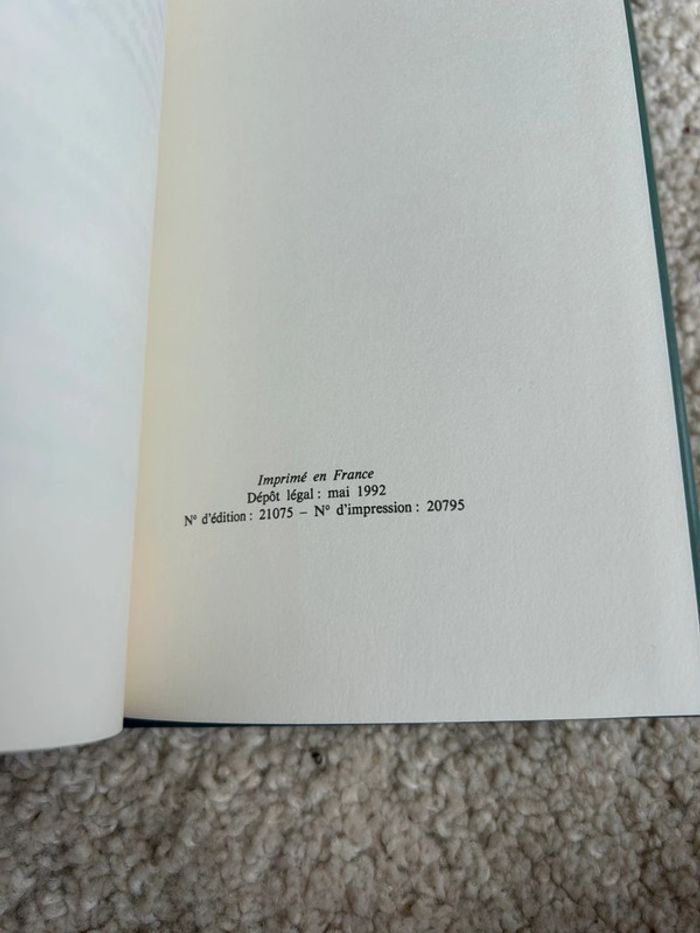 Imprimé en France
Dépôt légal : mai 1992
N° d'édition : 21075 – N° d'impression : 20795